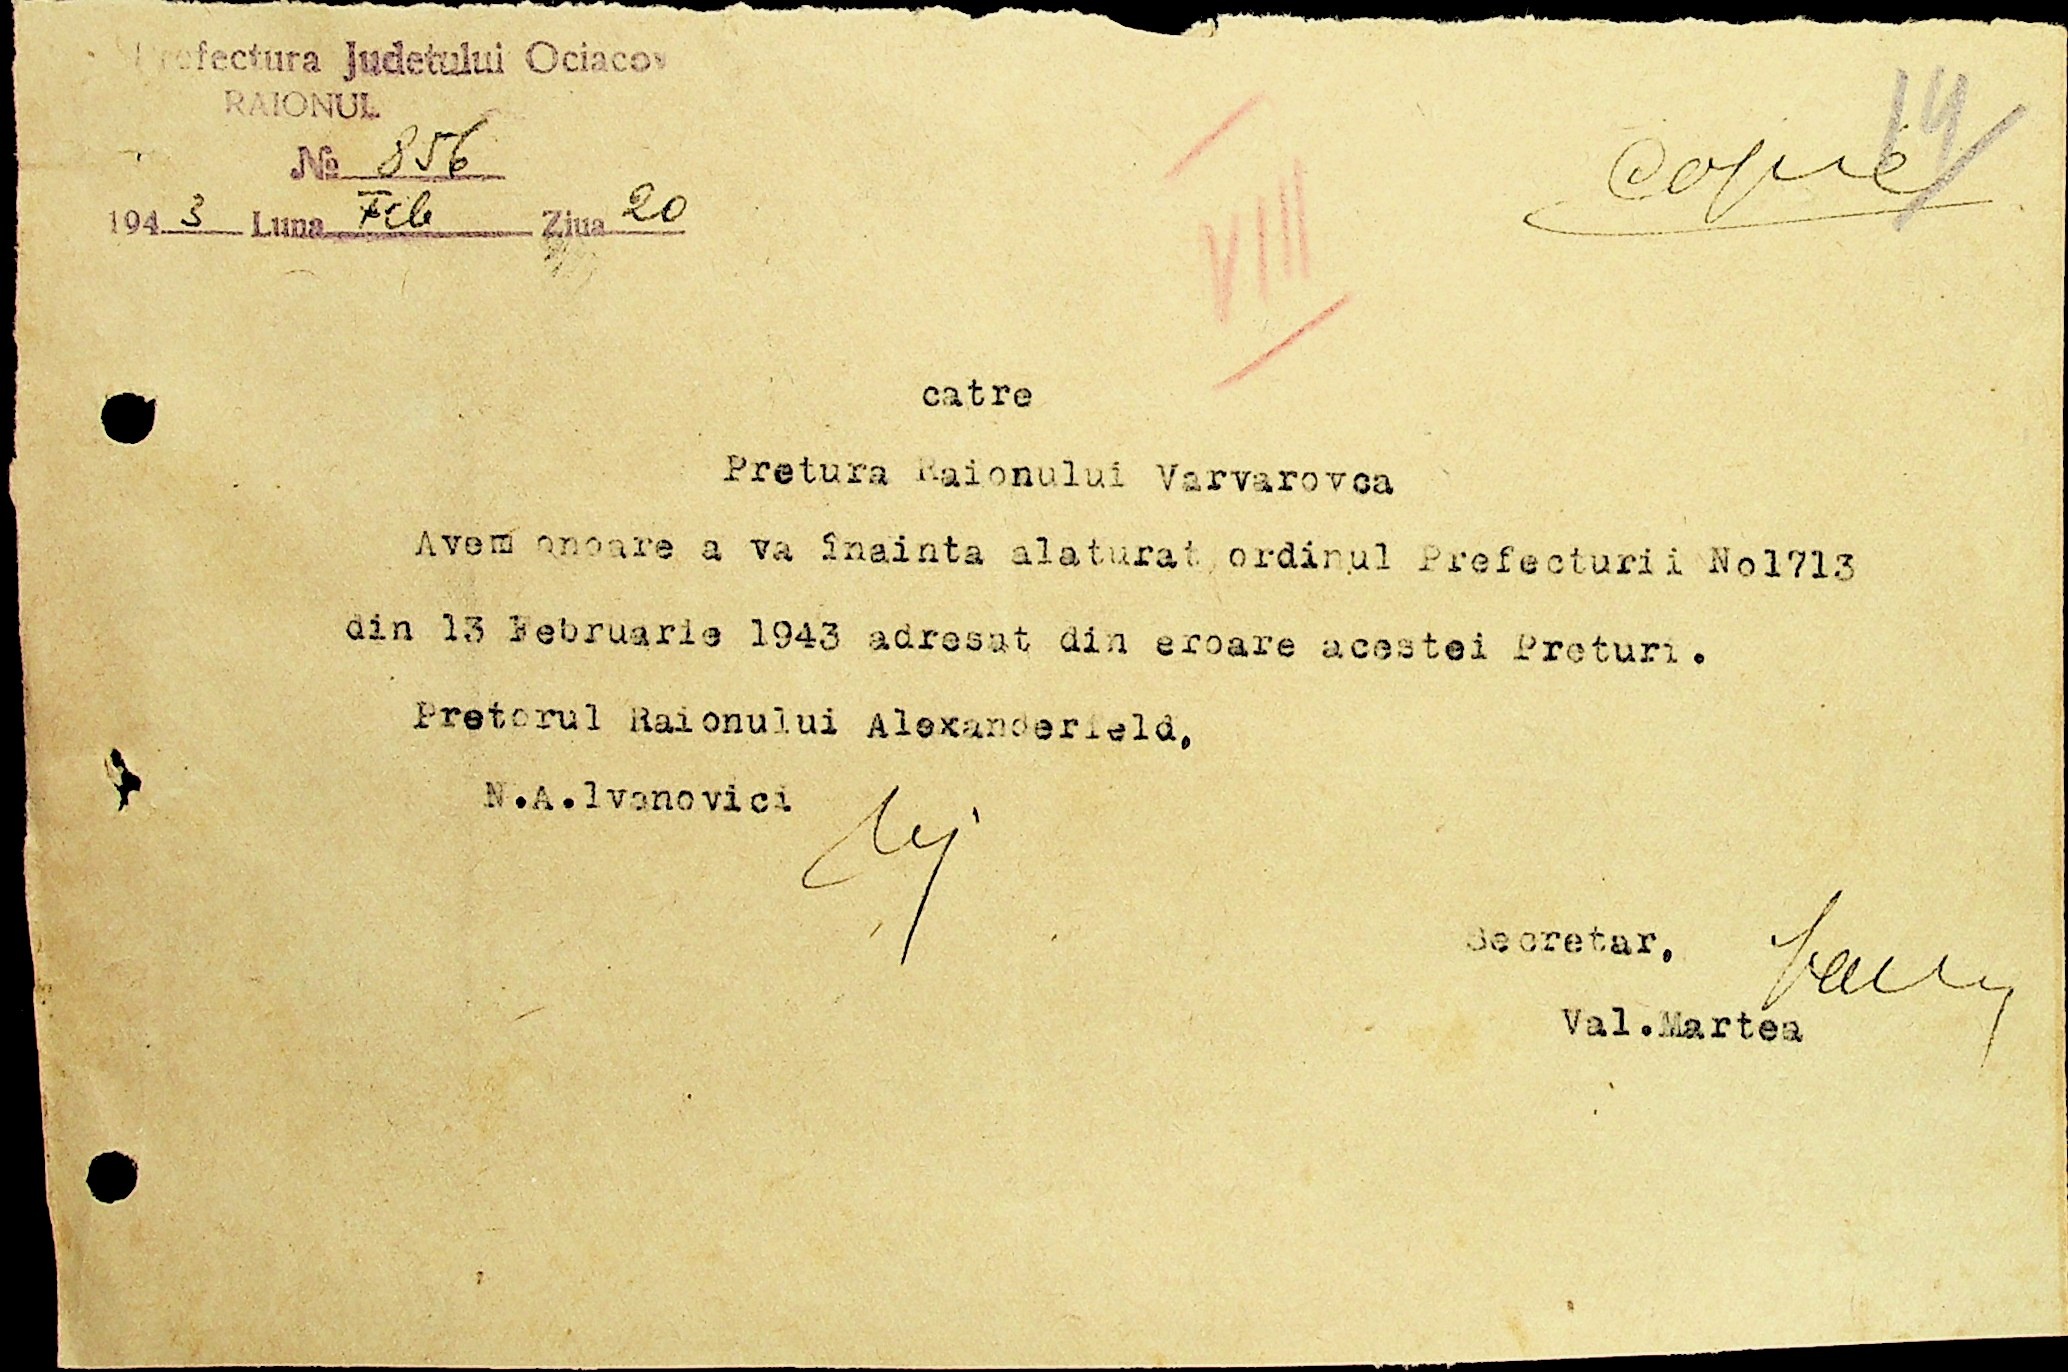 Prefectura Judetului Ociacov
RAIONUL
№ 856
1943 Luna Feb Ziua 20
Copie
14
VIII
catre
Pretura Raionului Varvarovca
Avem onoare a va înainta alaturat ordinul Prefecturii No1713
din 13 Februarie 1943 adresat din eroare acestei Preturi.
Pretorul Raionului Alexanderfeld,
N.A.lvanovici
Secretar,
Val.Martea